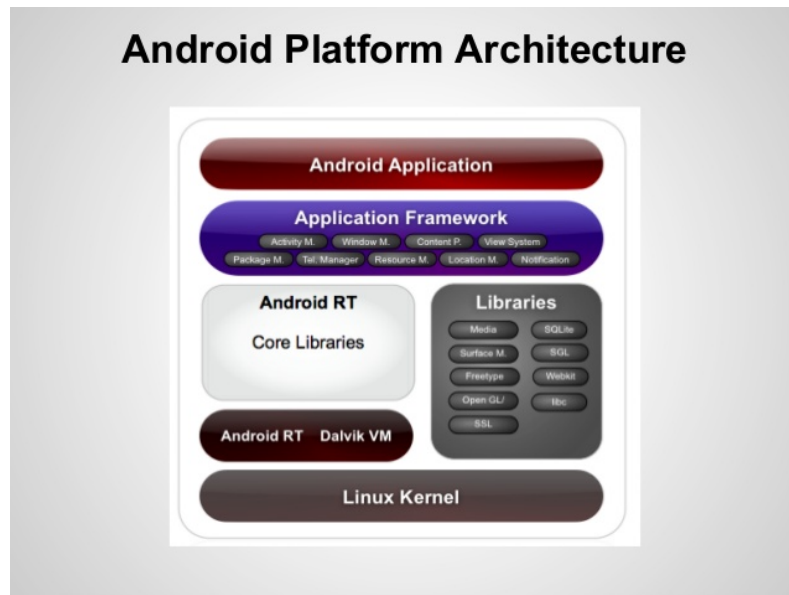 Android Platform Architecture
Android Application
Application Framework
Activity M. Window M. Content P. View System
Package M. Tel. Manager Resource M. Location M. Notification
Android RT
Core Libraries
Libraries
Media SQLite
Surface M. SGL
Freetype Webkit
Open GL/ libc
SSL
Android RT Dalvik VM
Linux Kernel